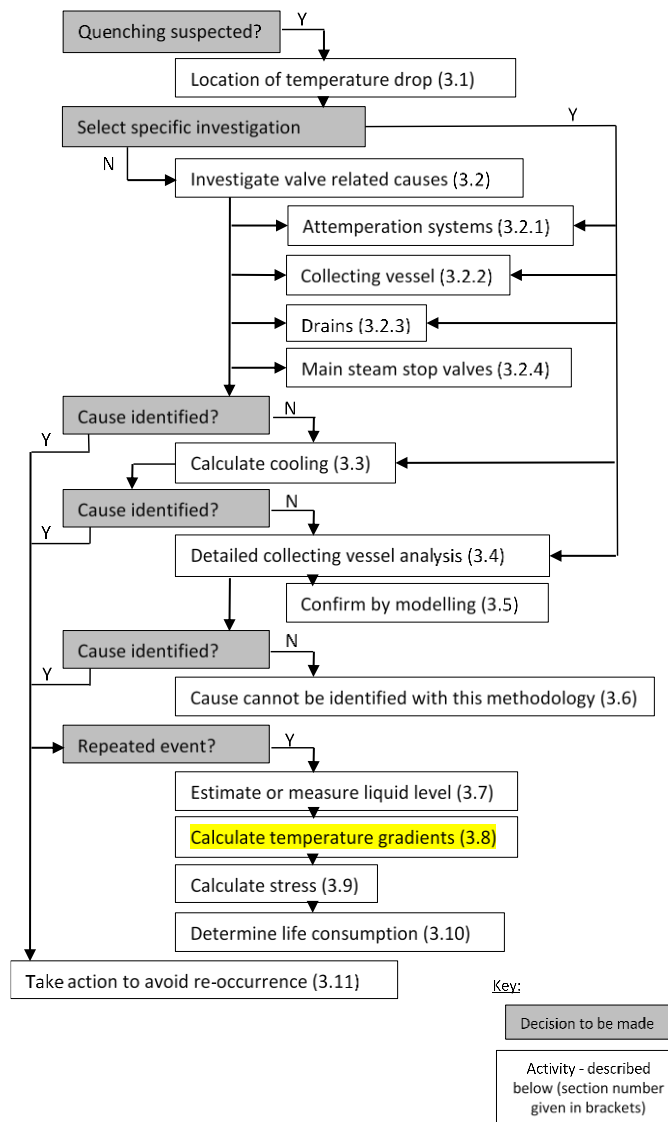 Y
Quenching suspected?
Location of temperature drop (3.1)
Select specific investigation
Y
N
Investigate valve related causes (3.2)
Attemperation systems (3.2.1)
Collecting vessel (3.2.2)
Drains (3.2.3)
Main steam stop valves (3.2.4)
Cause identified?
N
Y
Calculate cooling (3.3)
Cause identified?
N
Y
Detailed collecting vessel analysis (3.4)
Confirm by modelling (3.5)
Cause identified?
N
Y
Cause cannot be identified with this methodology (3.6)
Repeated event?
Y
Estimate or measure liquid level (3.7)
Calculate temperature gradients (3.8)
Calculate stress (3.9)
Determine life consumption (3.10)
Take action to avoid re-occurrence (3.11)
Key:
Decision to be made
Activity - described
below (section number
given in brackets)